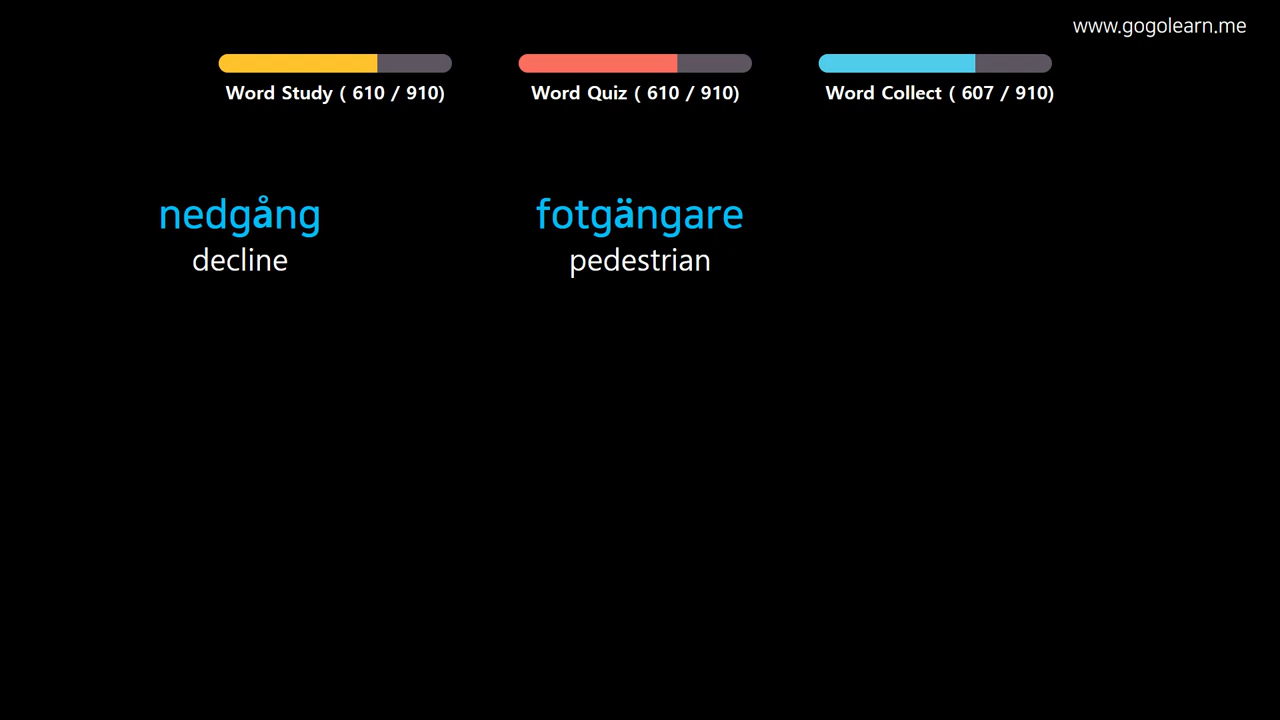 www.gogolearn.me
Word Study ( 610 / 910)
Word Quiz ( 610 / 910)
Word Collect ( 607 / 910)
nedgång
decline
fotgängare
pedestrian